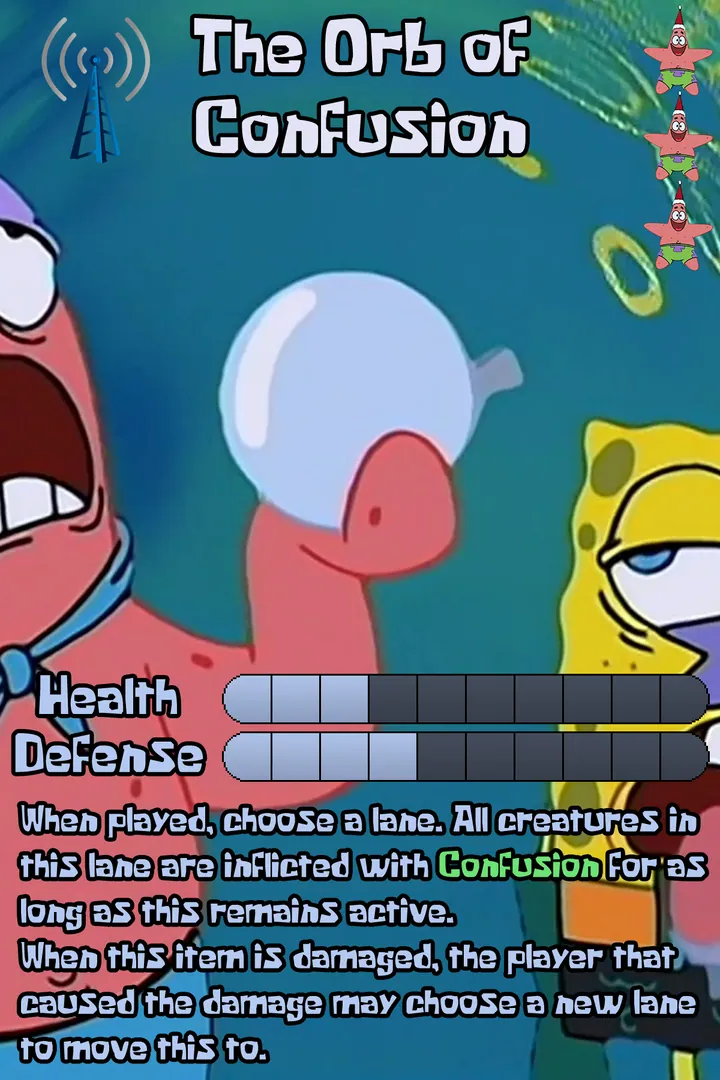 The Orb of
Confusion
Health
Defense
When played, choose a lane. All creatures in
this lane are inflicted with Confusion for as
long as this remains active.
When this item is damaged, the player that
caused the damage may choose a new lane
to move this to.